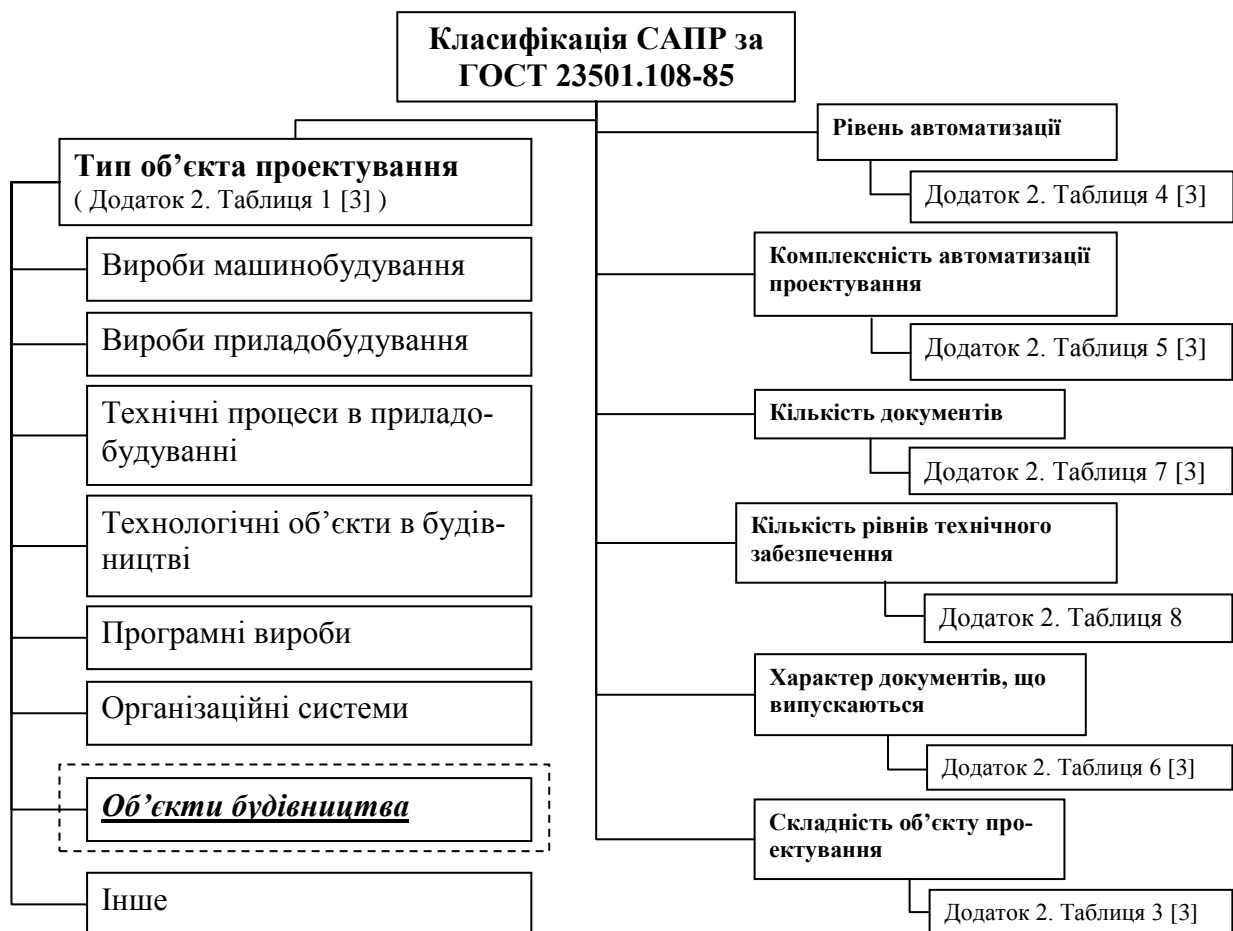 Класифікація САПР за
ГОСТ 23501.108-85
Тип об’єкта проектування
( Додаток 2. Таблиця 1 [3] )
Вироби машинобудування
Вироби приладобудування
Технічні процеси в приладо-
будуванні
Технологічні об’єкти в будів-
ництві
Програмні вироби
Організаційні системи
Об’єкти будівництва
Інше
Рівень автоматизації
Додаток 2. Таблиця 4 [3]
Комплексність автоматизації
проектування
Додаток 2. Таблиця 5 [3]
Кількість документів
Додаток 2. Таблиця 7 [3]
Кількість рівнів технічного
забезпечення
Додаток 2. Таблиця 8
Характер документів, що
випускаються
Додаток 2. Таблиця 6 [3]
Складність об’єкту про-
ектування
Додаток 2. Таблиця 3 [3]